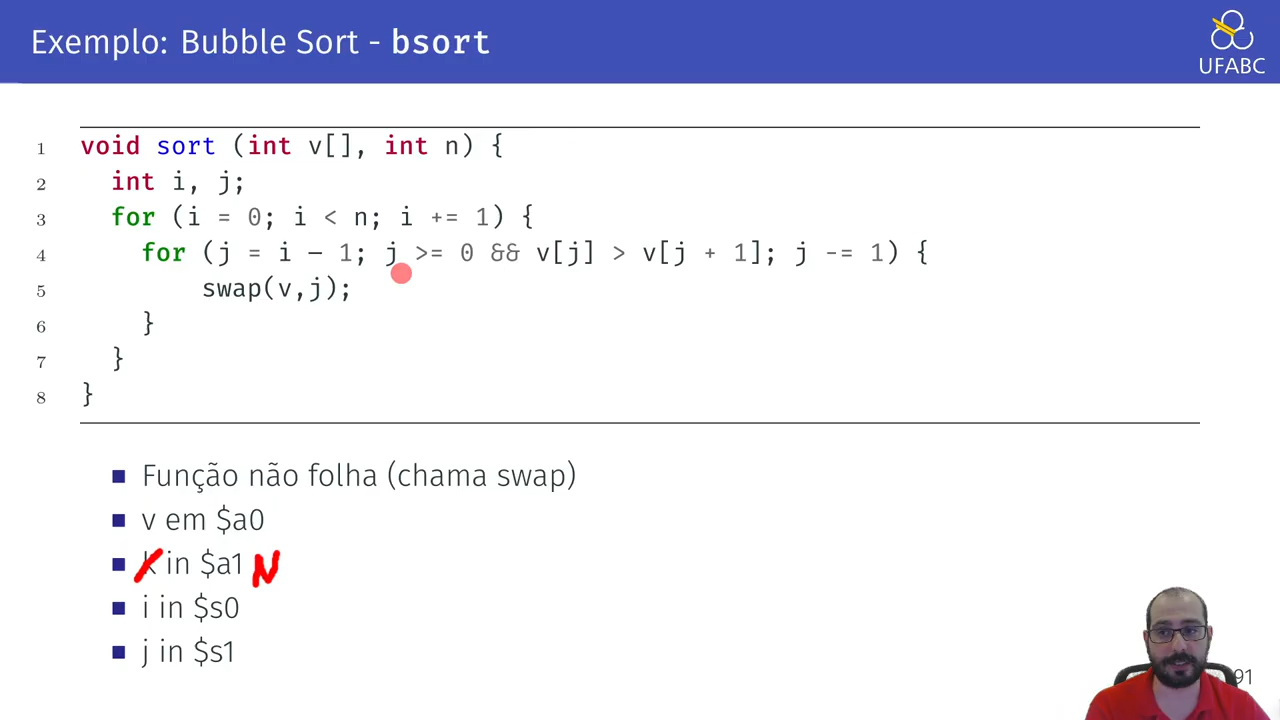 Exemplo: Bubble Sort - bsort
UFABC
1 void sort (int v[], int n) {
2 int i, j;
3 for (i = 0; i < n; i += 1) {
4 for (j = i – 1; j >= 0 && v[j] > v[j + 1]; j -= 1) {
5 swap(v,j);
6 }
7 }
8 }
■ Função não folha (chama swap)
■ v em $a0
■ k in $a1 N
■ i in $s0
■ j in $s1
91